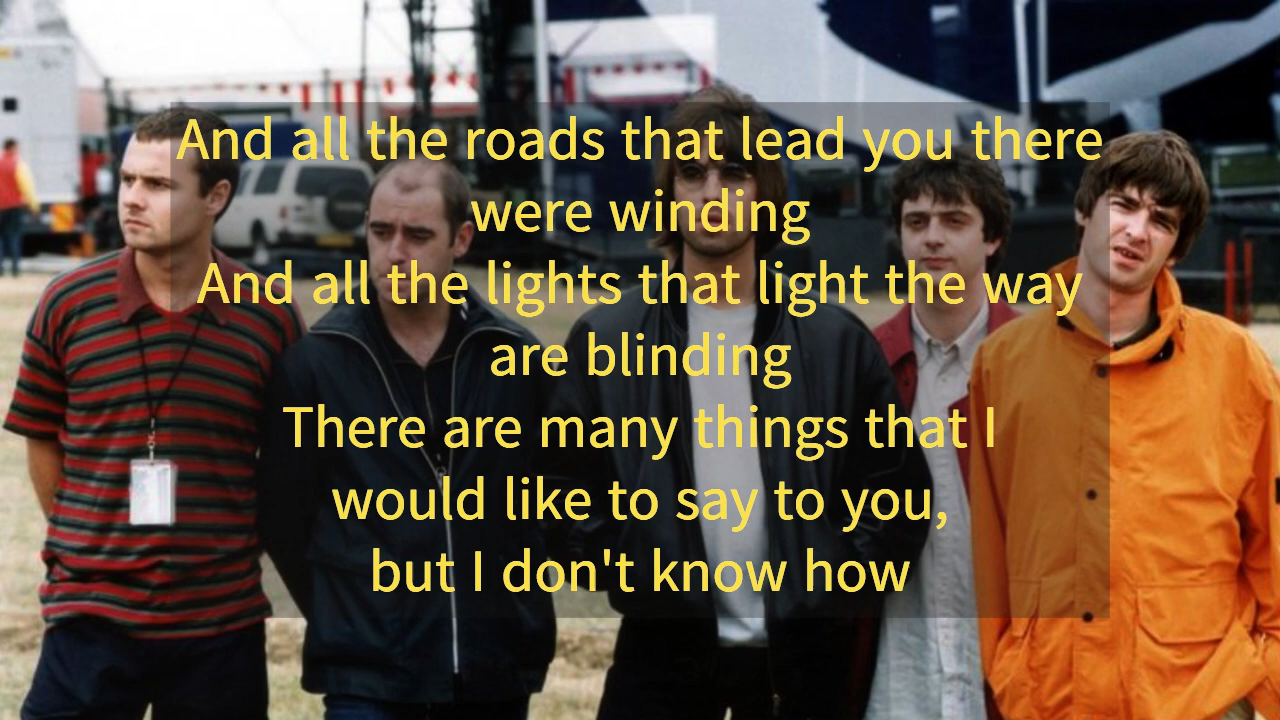 And all the roads that lead you there
were winding
And all the lights that light the way
are blinding
There are many things that I
would like to say to you,
but I don't know how